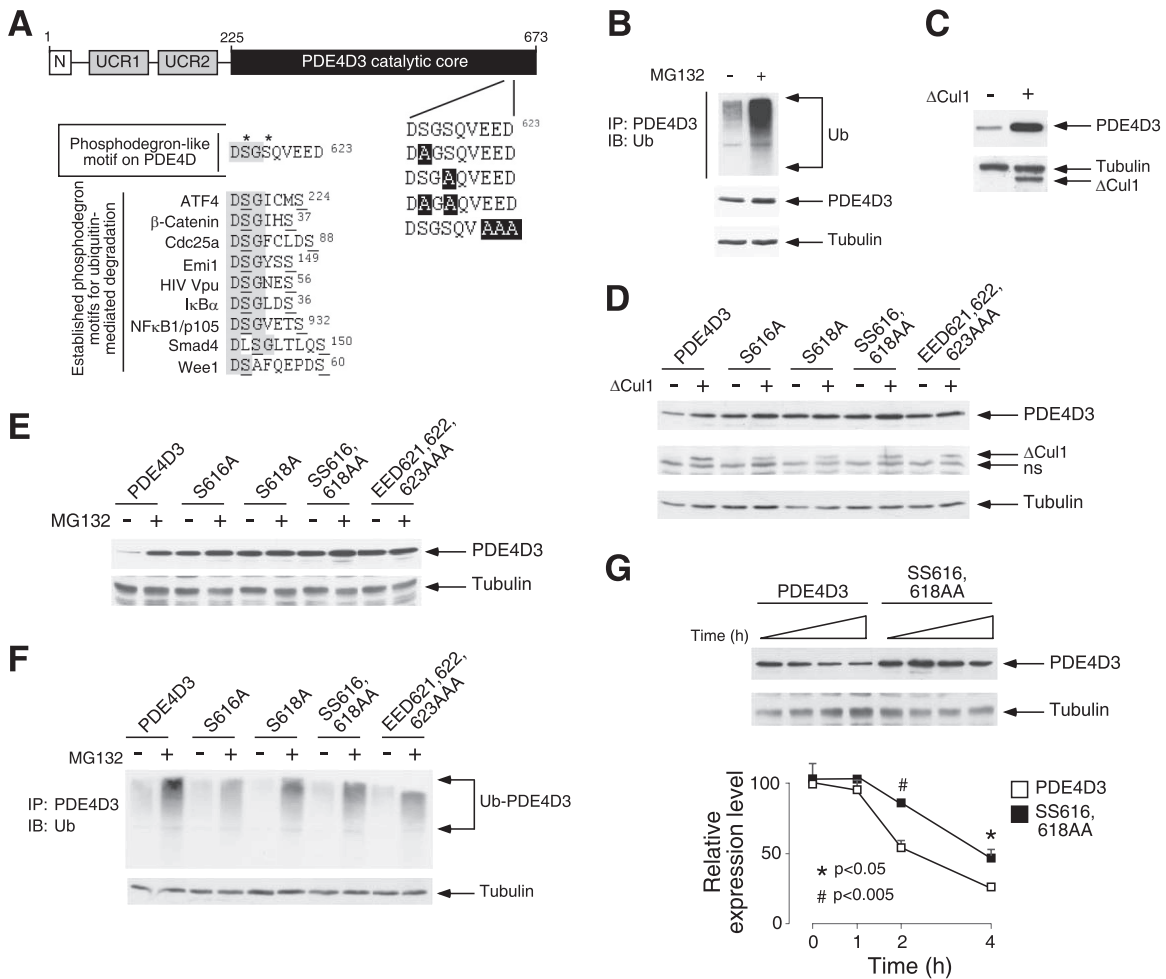 A
1 225 673
N UCR1 UCR2 PDE4D3 catalytic core
Phosphodegron-like
motif on PDE4D
* *
DSGSQVEED 623
Established phosphodegron
motifs for ubiquitin-
mediated degradation
ATF4 DSGICMS 224
β-Catenin DSGIHS 37
Cdc25a DSGFCLDS 88
Emi1 DSGYSS 149
HIV Vpu DSGNES 56
IκBα DSGLDS 36
NFκB1/p105 DSGVETS 932
Smad4 DLSGLTLQS 150
Wee1 DSAFQEPDS 60
DSGSQVEED 623
DAGSQVEED
DSGAQVEED
DAGAQVEED
DSGSQVAAA
B
MG132 - +
IP: PDE4D3
IB: Ub
Ub
PDE4D3
Tubulin
C
ΔCul1 - +
PDE4D3
Tubulin
ΔCul1
D
PDE4D3
S616A
S618A
SS616,
618AA
EED621,622,
623AAA
ΔCul1 - + - + - + - + - +
PDE4D3
ΔCul1
ns
Tubulin
E
PDE4D3
S616A
S618A
SS616,
618AA
EED621,622,
623AAA
MG132 - + - + - + - + - +
PDE4D3
Tubulin
F
PDE4D3
S616A
S618A
SS616,
618AA
EED621,622,
623AAA
MG132 - + - + - + - + - +
IP: PDE4D3
IB: Ub
Ub-PDE4D3
Tubulin
G
PDE4D3
SS616,
618AA
Time (h)
PDE4D3
Tubulin
Relative
expression level
100
50
0
#
*
* p<0.05
# p<0.005
PDE4D3
SS616,
618AA
0 1 2 4
Time (h)